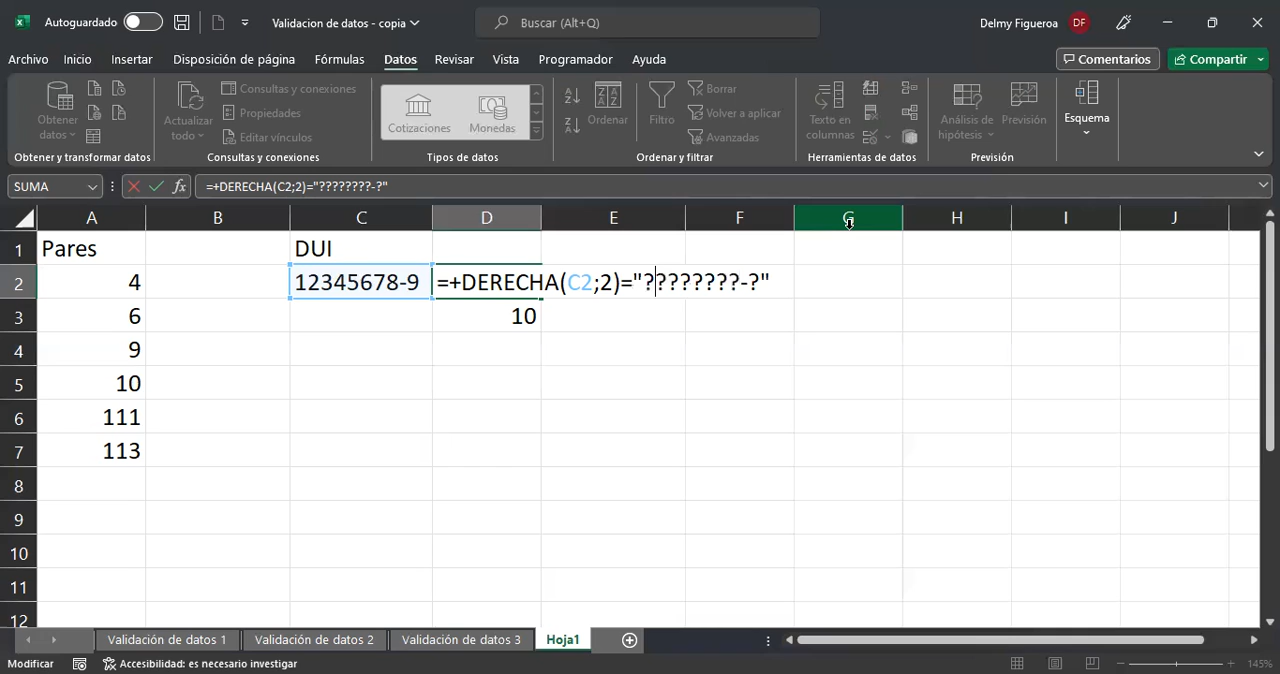 Autoguardado Validacion de datos - copia Buscar (Alt+Q) Delmy Figueroa DF
Archivo Inicio Insertar Disposición de página Fórmulas Datos Revisar Vista Programador Ayuda Comentarios Compartir
Obtener datos Actualizar todo Consultas y conexiones Propiedades Editar vínculos Cotizaciones Monedas Ordenar Filtro Borrar Volver a aplicar Avanzadas Texto en columnas Análisis de hipótesis Previsión Esquema
Obtener y transformar datos Consultas y conexiones Tipos de datos Ordenar y filtrar Herramientas de datos Previsión
SUMA fx =+DERECHA(C2;2)="????????-?"
A B C D E F G H I J
1 Pares DUI
2 4 12345678-9 =+DERECHA(C2;2)="????????-?"
3 6 10
4 9
5 10
6 111
7 113
8
9
10
11
12
Validación de datos 1 Validación de datos 2 Validación de datos 3 Hoja1
Modificar Accesibilidad: es necesario investigar 145%